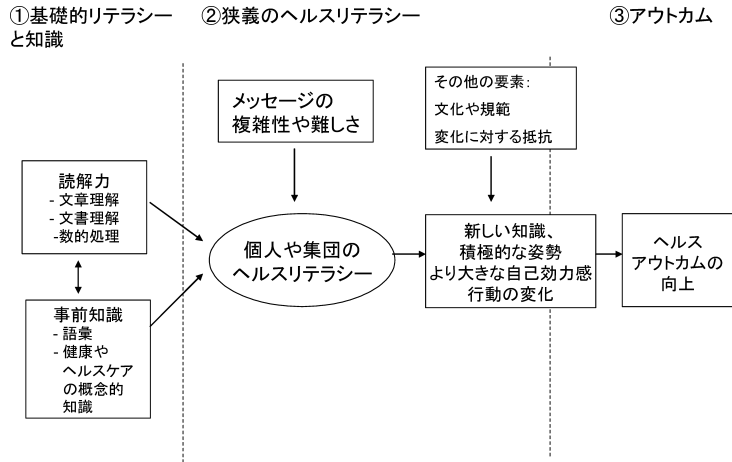 ①基礎的リテラシー
と知識
②狭義のヘルスリテラシー
③アウトカム
メッセージの
複雑性や難しさ
その他の要素:
文化や規範
変化に対する抵抗
読解力
- 文章理解
- 文書理解
-数的処理
個人や集団の
ヘルスリテラシー
新しい知識、
積極的な姿勢
より大きな自己効力感
行動の変化
ヘルス
アウトカムの
向上
事前知識
- 語彙
- 健康や
ヘルスケア
の概念的
知識